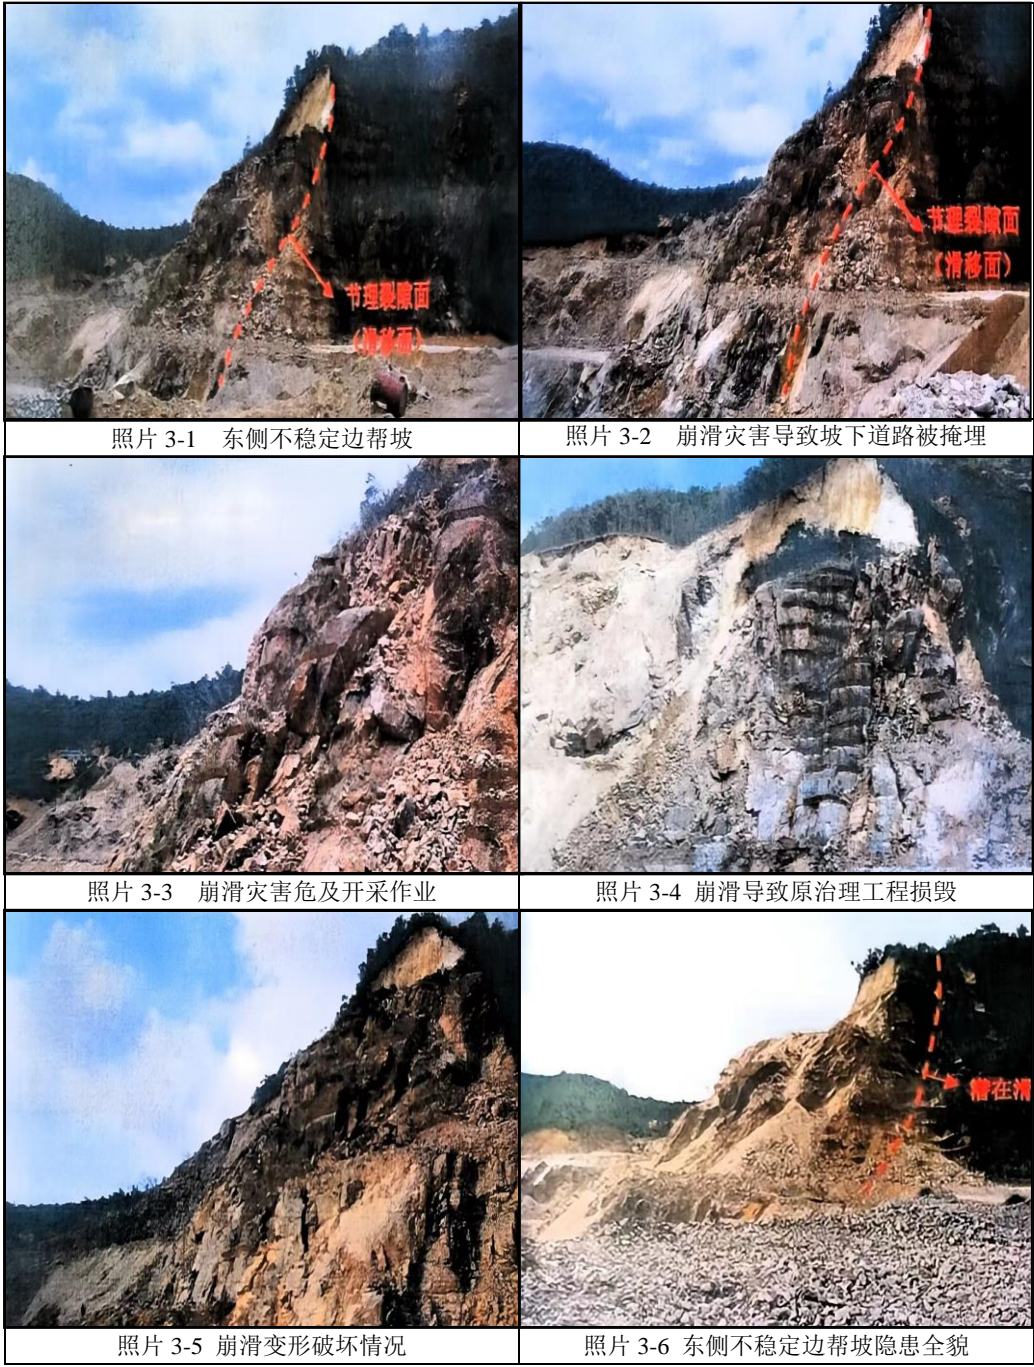 节理裂隙面
(滑移面)
节理裂隙面
(滑移面)
照片 3-1 东侧不稳定边帮坡
照片 3-2 崩滑灾害导致坡下道路被掩埋
照片 3-3 崩滑灾害危及开采作业
照片 3-4 崩滑导致原治理工程损毁
潜在滑
照片 3-5 崩滑变形破坏情况
照片 3-6 东侧不稳定边帮坡隐患全貌